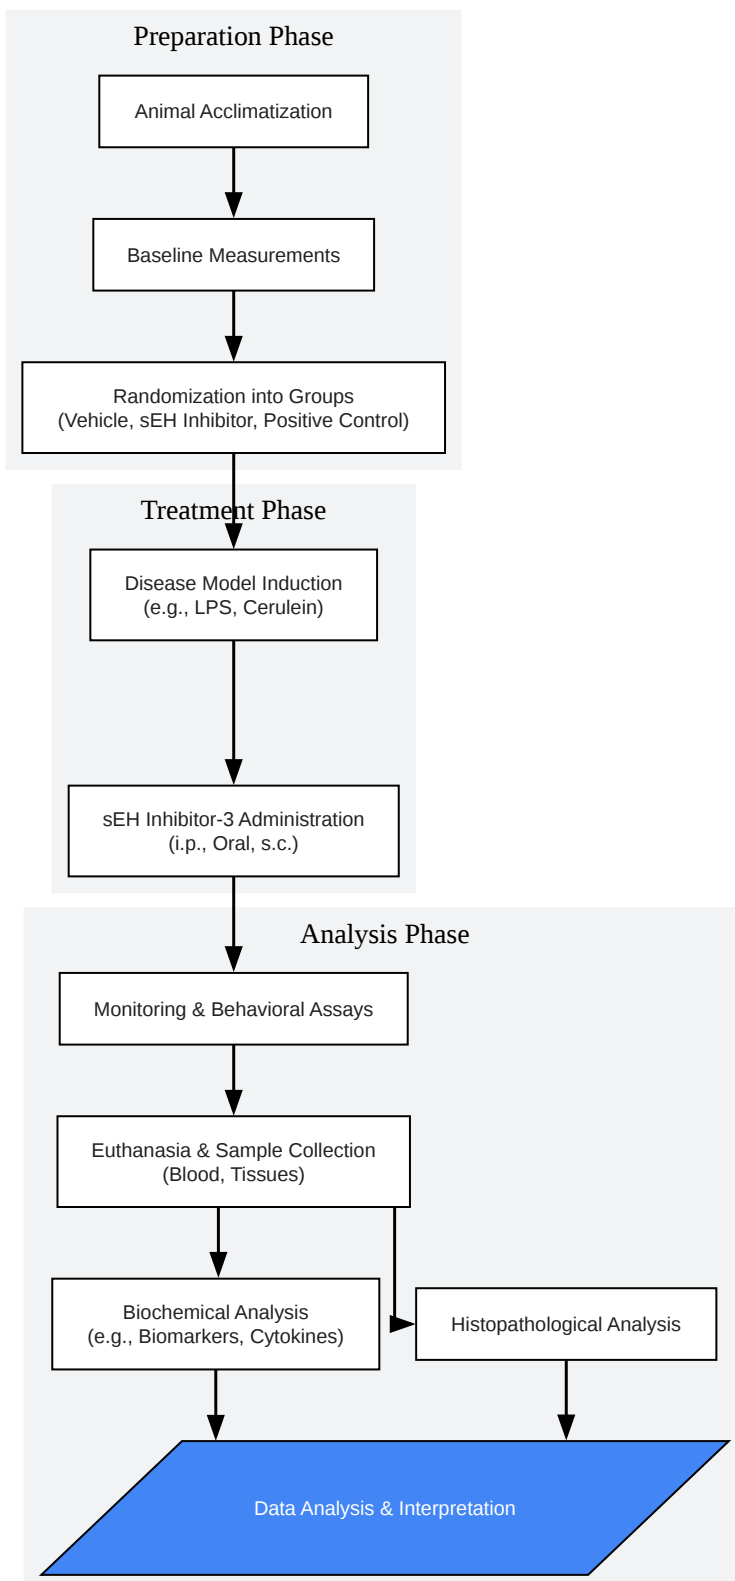 Preparation Phase
Animal Acclimatization
Baseline Measurements
Randomization into Groups
(Vehicle, sEH Inhibitor, Positive Control)
Treatment Phase
Disease Model Induction
(e.g., LPS, Cerulein)
sEH Inhibitor-3 Administration
(i.p., Oral, s.c.)
Analysis Phase
Monitoring & Behavioral Assays
Euthanasia & Sample Collection
(Blood, Tissues)
Biochemical Analysis
(e.g., Biomarkers, Cytokines)
Histopathological Analysis
Data Analysis & Interpretation